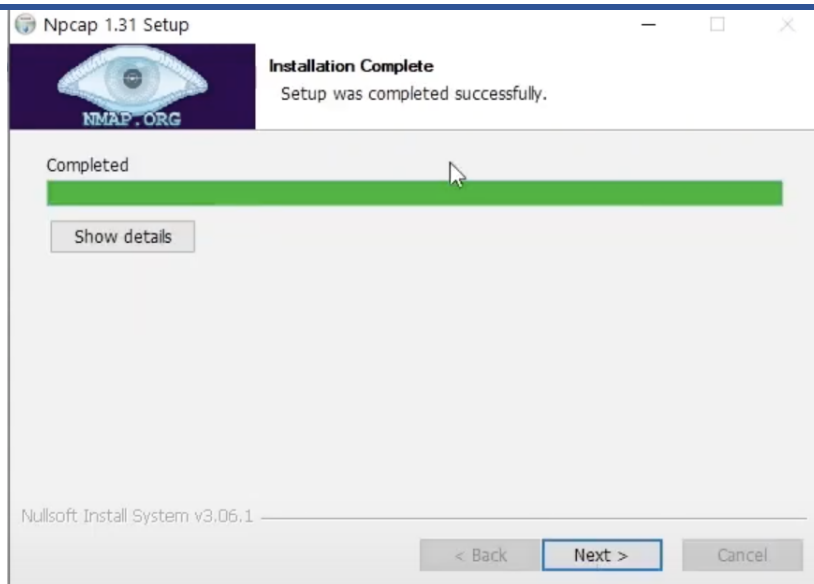 Npcap 1.31 Setup
Installation Complete
Setup was completed successfully.
NMAP.ORG
Completed
Show details
Nullsoft Install System v3.06.1
< Back Next > Cancel